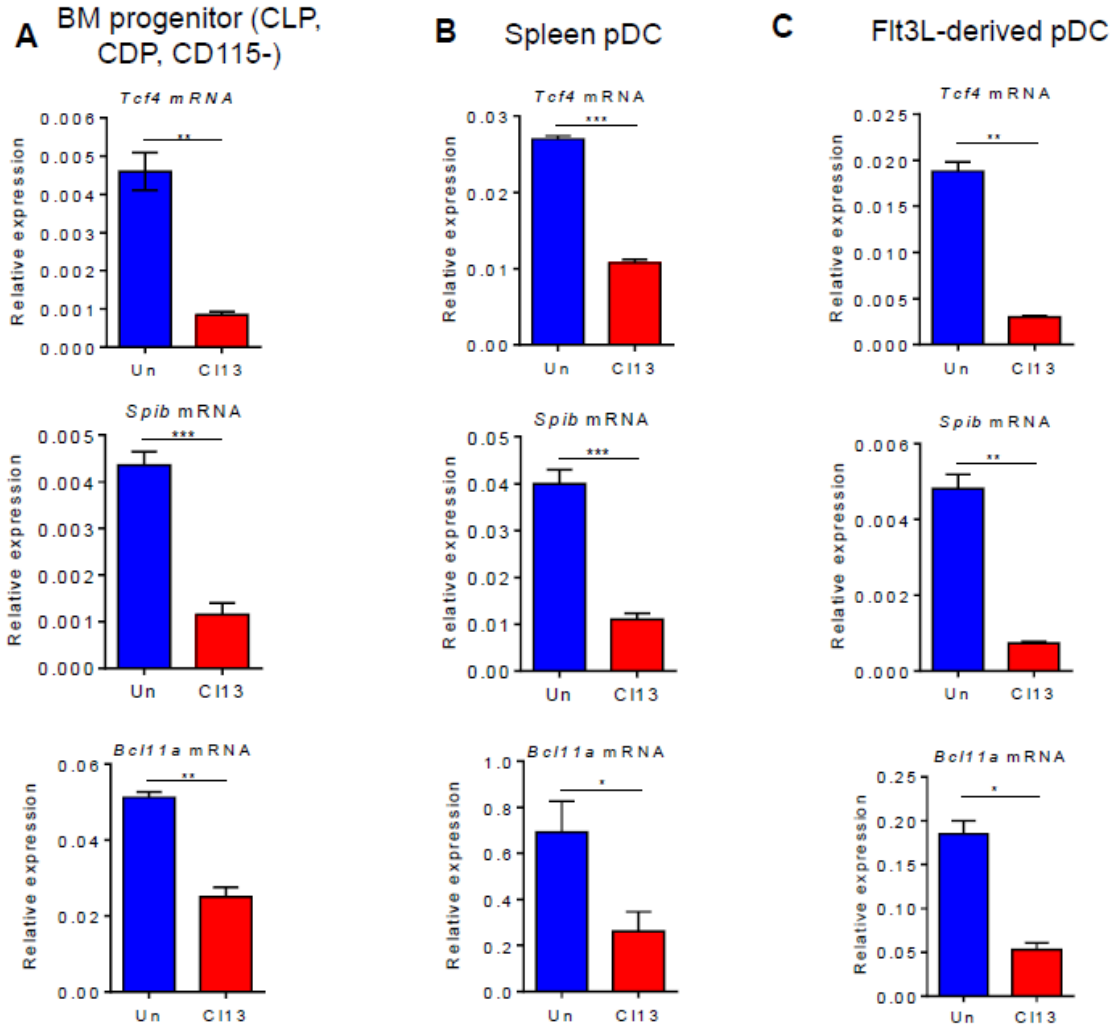 A BM progenitor (CLP,
CDP, CD115-)
Tcf4 mRNA
**
Relative expression
0.006
0.005
0.004
0.003
0.002
0.001
0.000
Un Cl13
Spib mRNA
***
Relative expression
0.005
0.004
0.003
0.002
0.001
0.000
Un Cl13
Bcl11a mRNA
**
Relative expression
0.06
0.04
0.02
0.00
Un Cl13
B Spleen pDC
Tcf4 mRNA
***
Relative expression
0.03
0.02
0.01
0.00
Un Cl13
Spib mRNA
***
Relative expression
0.05
0.04
0.03
0.02
0.01
0.00
Un Cl13
Bcl11a mRNA
*
Relative expression
1.0
0.8
0.6
0.4
0.2
0.0
Un Cl13
C Flt3L-derived pDC
Tcf4 mRNA
**
Relative expression
0.025
0.020
0.015
0.010
0.005
0.000
Un Cl13
Spib mRNA
**
Relative expression
0.006
0.004
0.002
0.000
Un Cl13
Bcl11a mRNA
*
Relative expression
0.25
0.20
0.15
0.10
0.05
0.00
Un Cl13